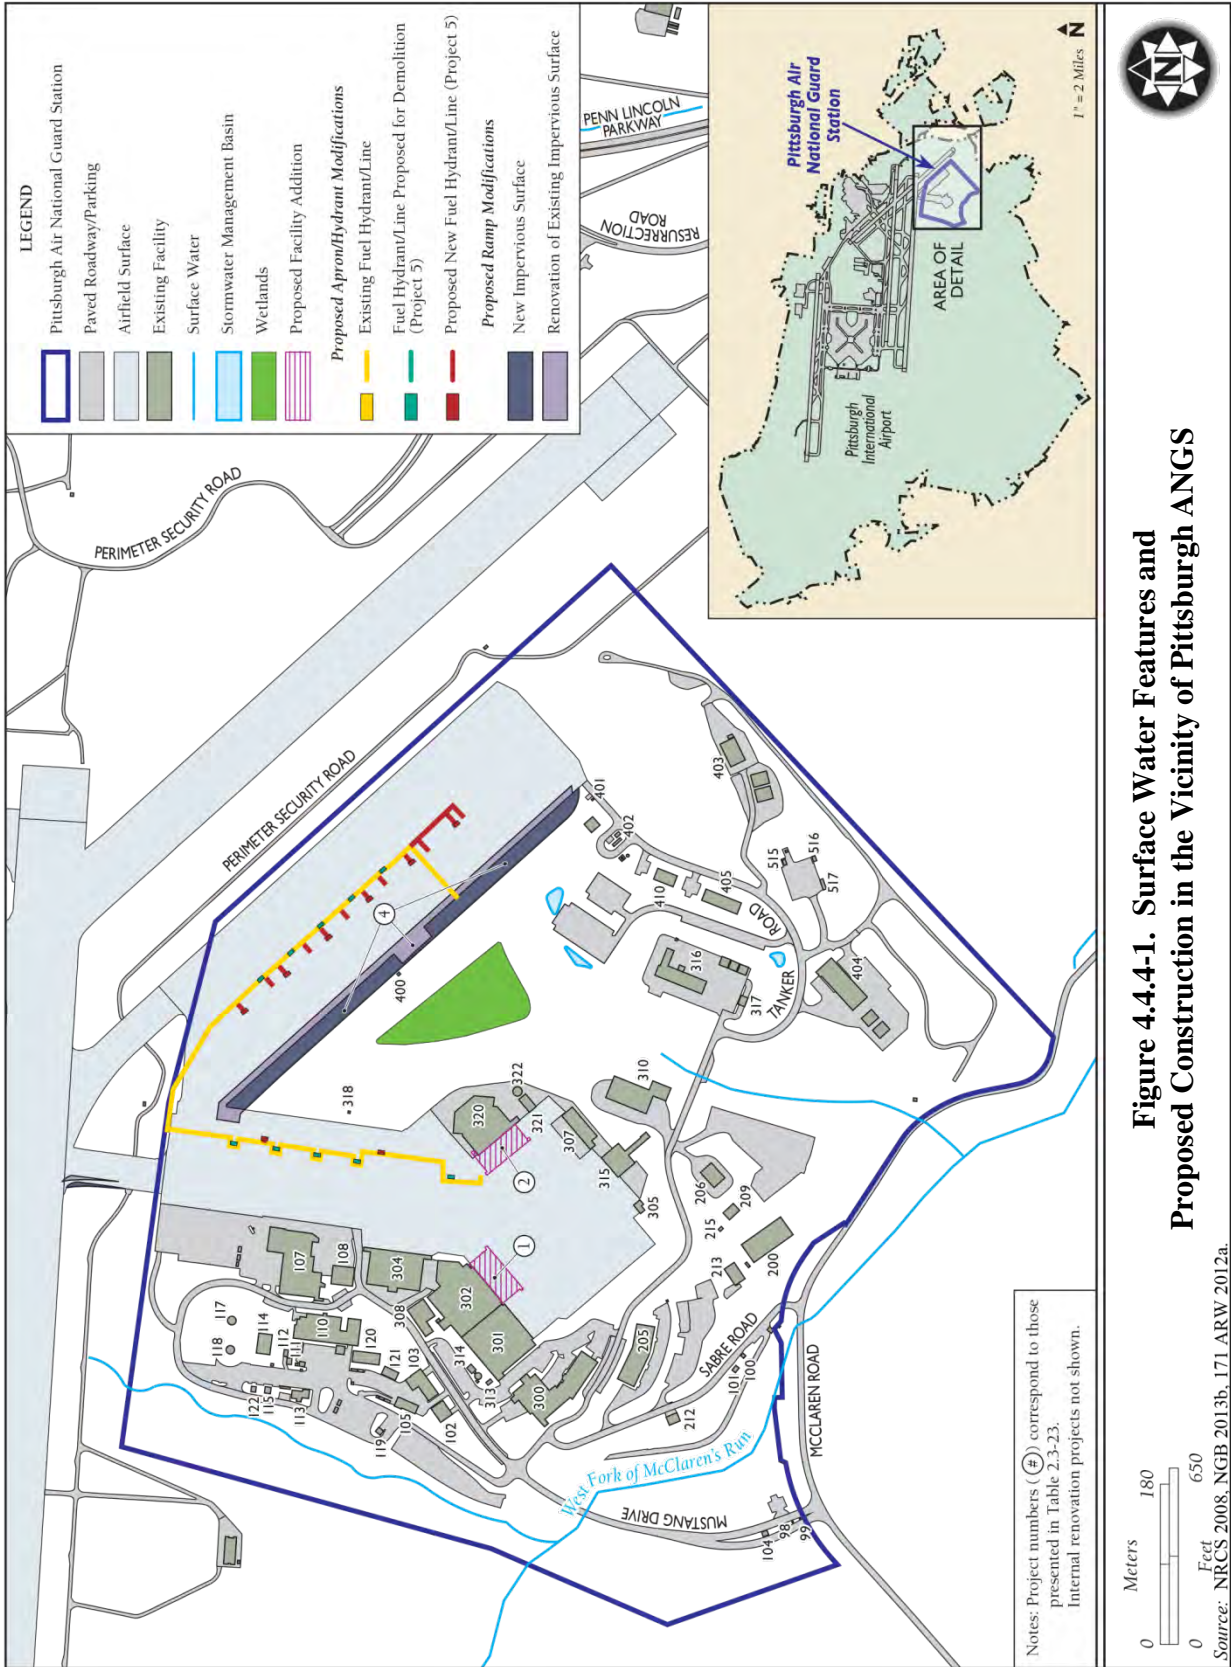 LEGEND
Pittsburgh Air National Guard Station
Paved Roadway/Parking
Airfield Surface
Existing Facility
Surface Water
Stormwater Management Basin
Wetlands
Proposed Facility Addition
Proposed Apron/Hydrant Modifications
Existing Fuel Hydrant/Line
Fuel Hydrant/Line Proposed for Demolition
(Project 5)
Proposed New Fuel Hydrant/Line (Project 5)
Proposed Ramp Modifications
New Impervious Surface
Renovation of Existing Impervious Surface
PENN LINCOLN
PARKWAY
RESURRECTION
ROAD
PERIMETER SECURITY ROAD
PERIMETER SECURITY ROAD
Pittsburgh Air
National Guard
Station
AREA OF
DETAIL
Pittsburgh
International
Airport
1" = 2 Miles
N
4
400
401
402
403
410
405
515
516
517
316
317
404
TANKER
ROAD
318
320
322
321
307
310
315
305
2
1
206
209
215
213
200
205
SABRE ROAD
101
100
212
MCCLAREN ROAD
West Fork of McClaren's Run
MUSTANG DRIVE
104
98
99
107
108
304
302
301
308
300
314
313
117
118
114
112
111
110
120
121
103
102
105
119
122
115
113
Notes: Project numbers (#) correspond to those
presented in Table 2.3-23.
Internal renovation projects not shown.
Meters
0 180
0 650
Feet
Source: NRCS 2008, NGB 2013b, 171 ARW 2012a.
Figure 4.4.4-1. Surface Water Features and
Proposed Construction in the Vicinity of Pittsburgh ANGS
N